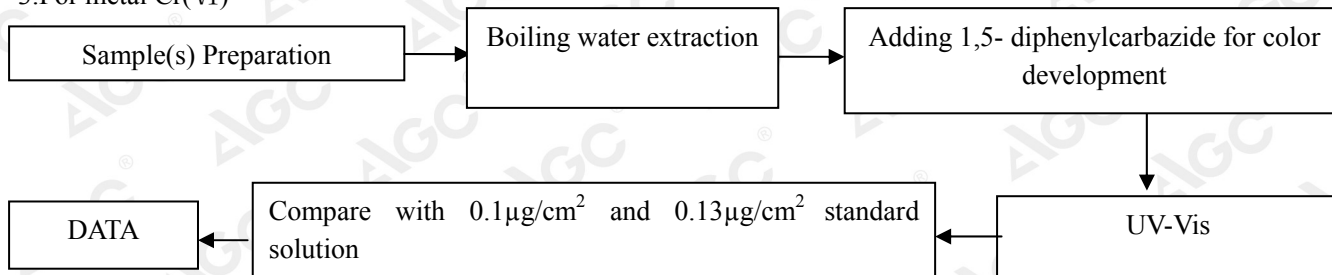 3.For metal Cr(VI)
Sample(s) Preparation
Boiling water extraction
Adding 1,5- diphenylcarbazide for color
development
UV-Vis
Compare with 0.1μg/cm² and 0.13μg/cm² standard
solution
DATA
AGC